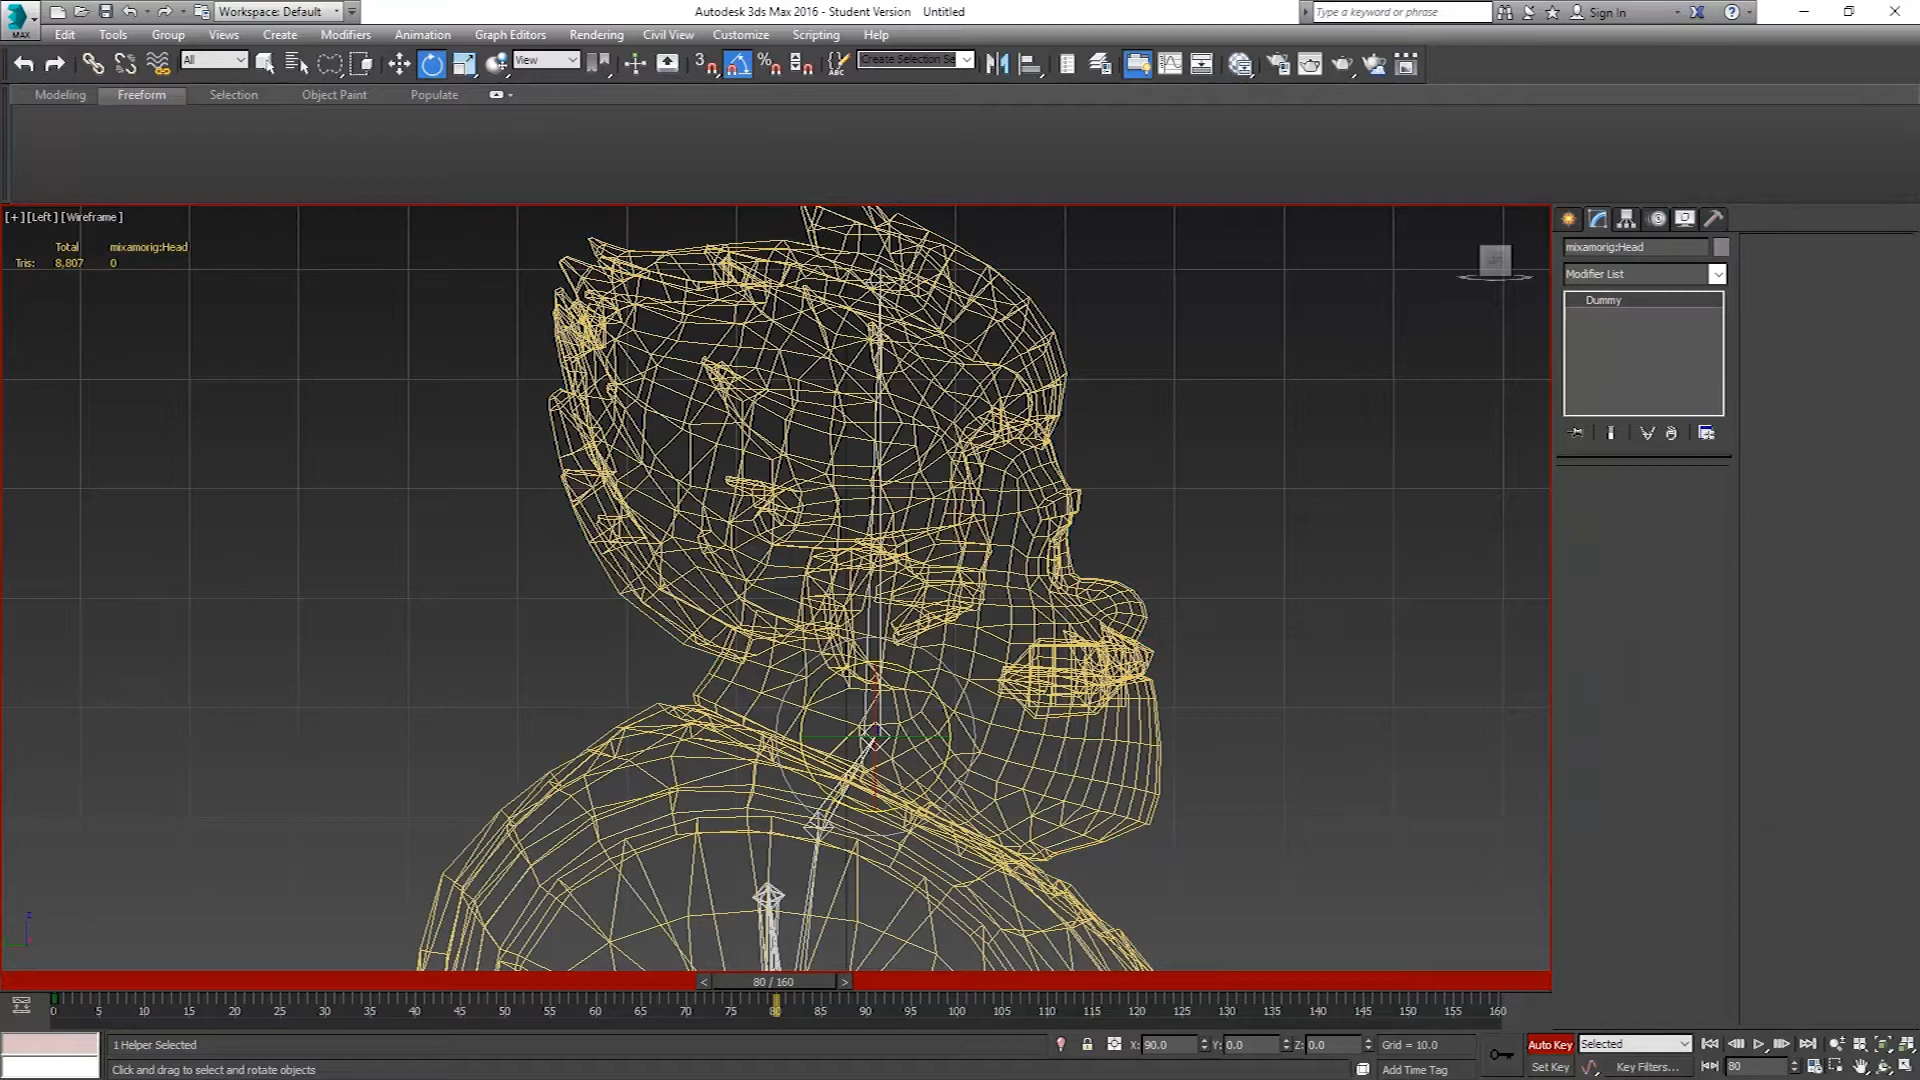 Workspace: Default
Autodesk 3ds Max 2016 - Student Version    Untitled
Type a keyword or phrase
Sign In
MAX
Edit Tools Group Views Create Modifiers Animation Graph Editors Rendering Civil View Customize Scripting Help
All
View
3
ABC
Create Selection Se
Modeling Freeform Selection Object Paint Populate
[+] [Left] [Wireframe]
Total mixamorig:Head
Tris: 8,807 0
mixamorig:Head
Modifier List
Dummy
z
< 80 / 160 >
0 5 10 15 20 25 30 35 40 45 50 55 60 65 70 75 80 85 90 95 100 105 110 115 120 125 130 135 140 145 150 155 160
1 Helper Selected
X: 90.0 Y: 0.0 Z: 0.0 Grid = 10.0
Auto Key Selected
Click and drag to select and rotate objects
Add Time Tag
Set Key Key Filters...
80